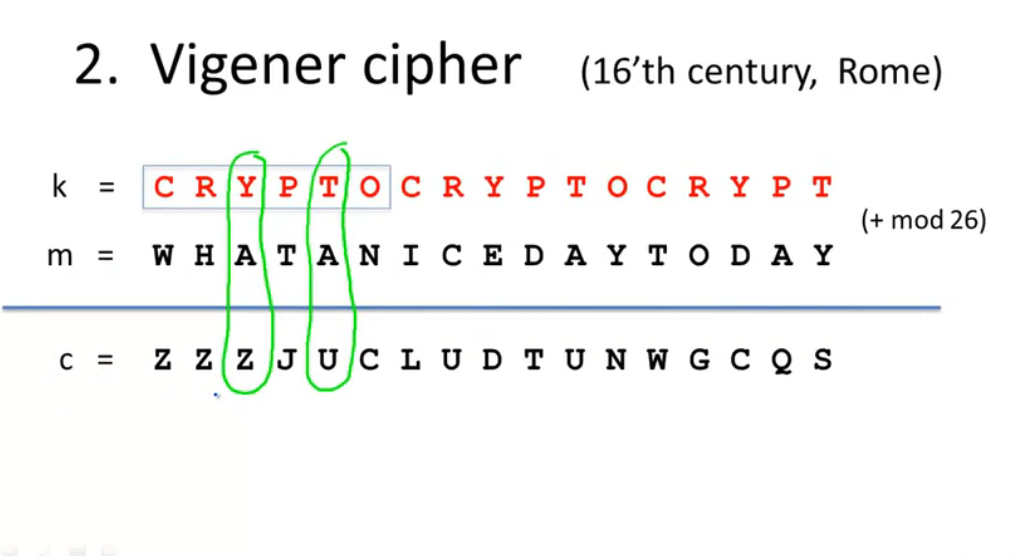 2. Vigener cipher (16’th century, Rome)
k = C R Y P T O C R Y P T O C R Y P T
(+ mod 26)
m = W H A T A N I C E D A Y T O D A Y
c = Z Z Z J U C L U D T U N W G C Q S